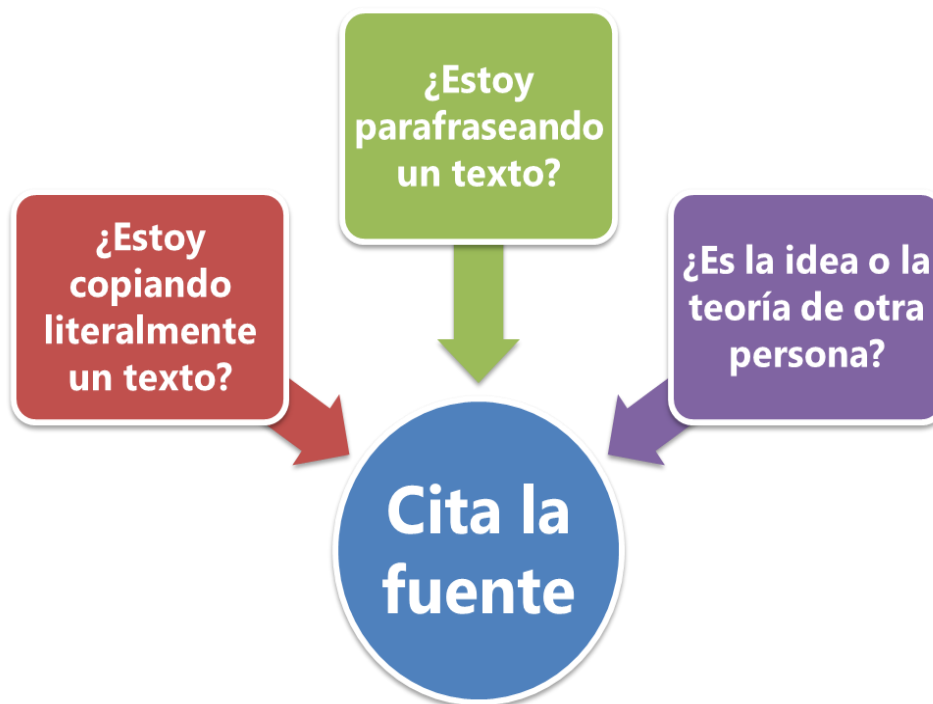 ¿Estoy
parafraseando
un texto?
¿Estoy
copiando
literalmente
un texto?
¿Es la idea o la
teoría de otra
persona?
Cita la
fuente